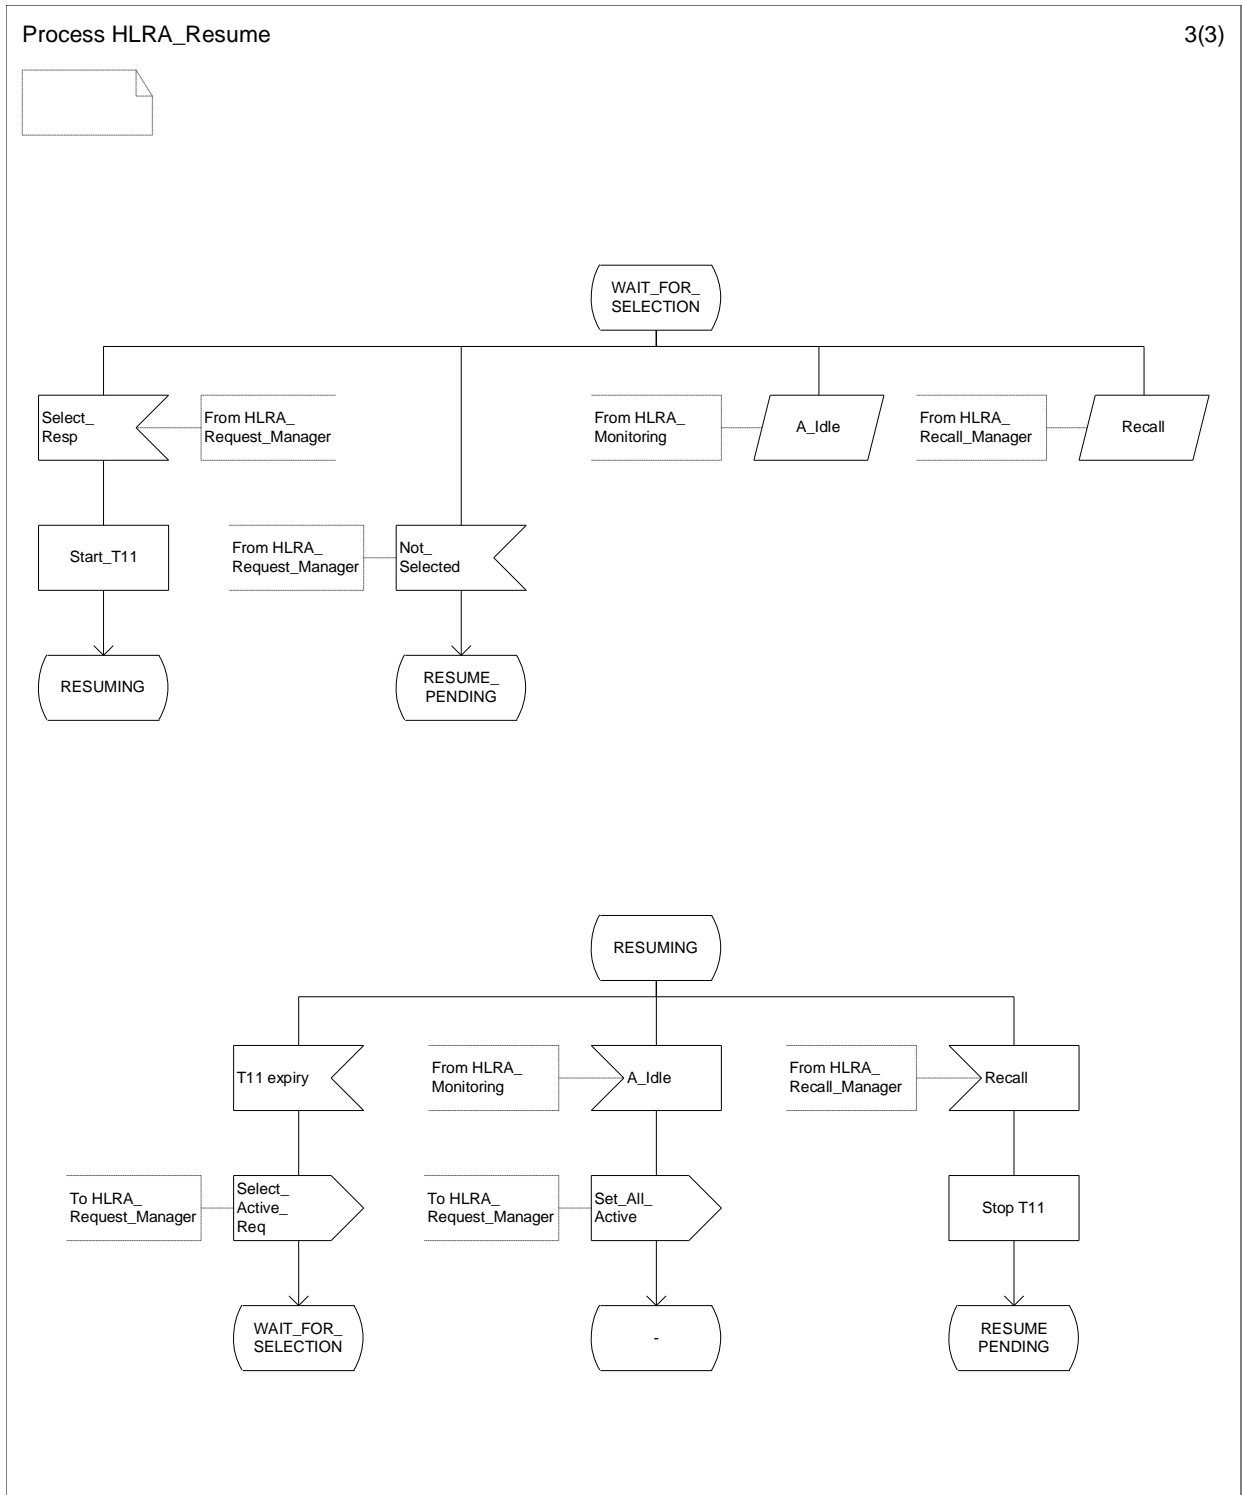 Process HLRA_Resume
3(3)
WAIT_FOR_
SELECTION
Select_
Resp
From HLRA_
Request_Manager
From HLRA_
Monitoring
A_Idle
From HLRA_
Recall_Manager
Recall
Start_T11
From HLRA_
Request_Manager
Not_
Selected
RESUMING
RESUME_
PENDING
RESUMING
T11 expiry
From HLRA_
Monitoring
A_Idle
From HLRA_
Recall_Manager
Recall
To HLRA_
Request_Manager
Select_
Active_
Req
To HLRA_
Request_Manager
Set_All_
Active
Stop T11
WAIT_FOR_
SELECTION
-
RESUME
PENDING